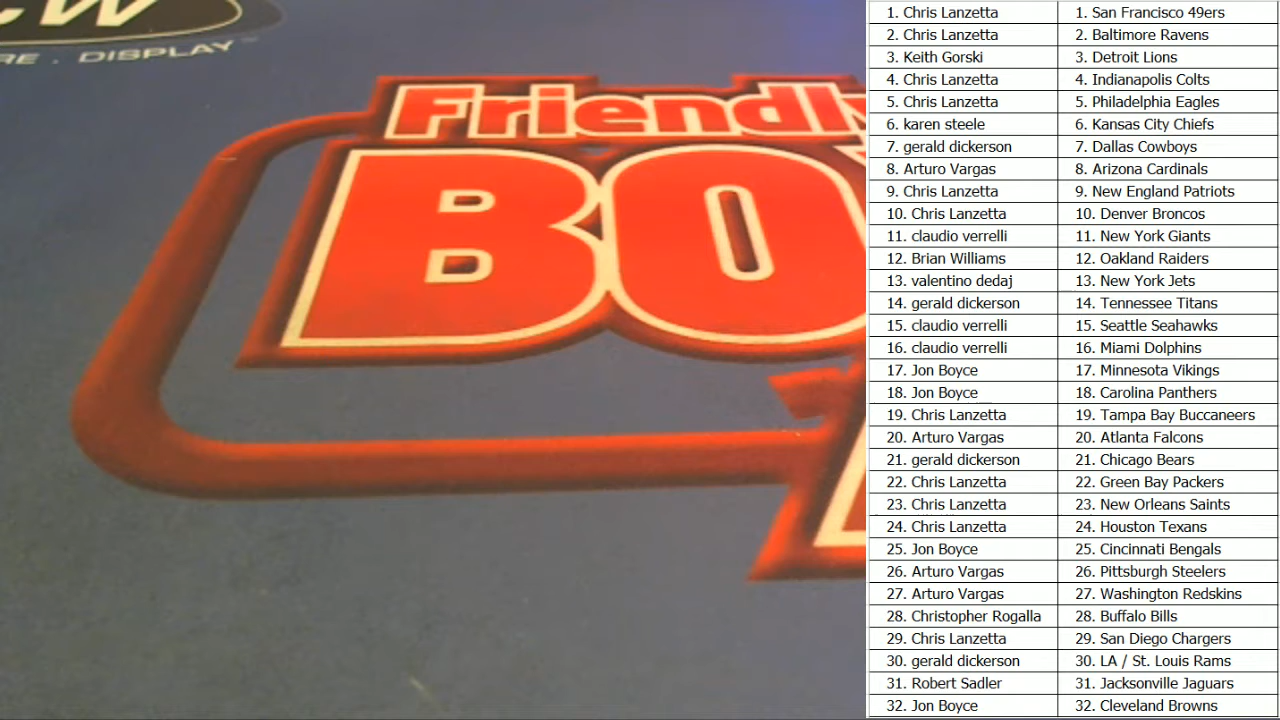 CW
RE . DISPLAY™
Friendly
BO
1. Chris Lanzetta 1. San Francisco 49ers
2. Chris Lanzetta 2. Baltimore Ravens
3. Keith Gorski 3. Detroit Lions
4. Chris Lanzetta 4. Indianapolis Colts
5. Chris Lanzetta 5. Philadelphia Eagles
6. karen steele 6. Kansas City Chiefs
7. gerald dickerson 7. Dallas Cowboys
8. Arturo Vargas 8. Arizona Cardinals
9. Chris Lanzetta 9. New England Patriots
10. Chris Lanzetta 10. Denver Broncos
11. claudio verrelli 11. New York Giants
12. Brian Williams 12. Oakland Raiders
13. valentino dedaj 13. New York Jets
14. gerald dickerson 14. Tennessee Titans
15. claudio verrelli 15. Seattle Seahawks
16. claudio verrelli 16. Miami Dolphins
17. Jon Boyce 17. Minnesota Vikings
18. Jon Boyce 18. Carolina Panthers
19. Chris Lanzetta 19. Tampa Bay Buccaneers
20. Arturo Vargas 20. Atlanta Falcons
21. gerald dickerson 21. Chicago Bears
22. Chris Lanzetta 22. Green Bay Packers
23. Chris Lanzetta 23. New Orleans Saints
24. Chris Lanzetta 24. Houston Texans
25. Jon Boyce 25. Cincinnati Bengals
26. Arturo Vargas 26. Pittsburgh Steelers
27. Arturo Vargas 27. Washington Redskins
28. Christopher Rogalla 28. Buffalo Bills
29. Chris Lanzetta 29. San Diego Chargers
30. gerald dickerson 30. LA / St. Louis Rams
31. Robert Sadler 31. Jacksonville Jaguars
32. Jon Boyce 32. Cleveland Browns